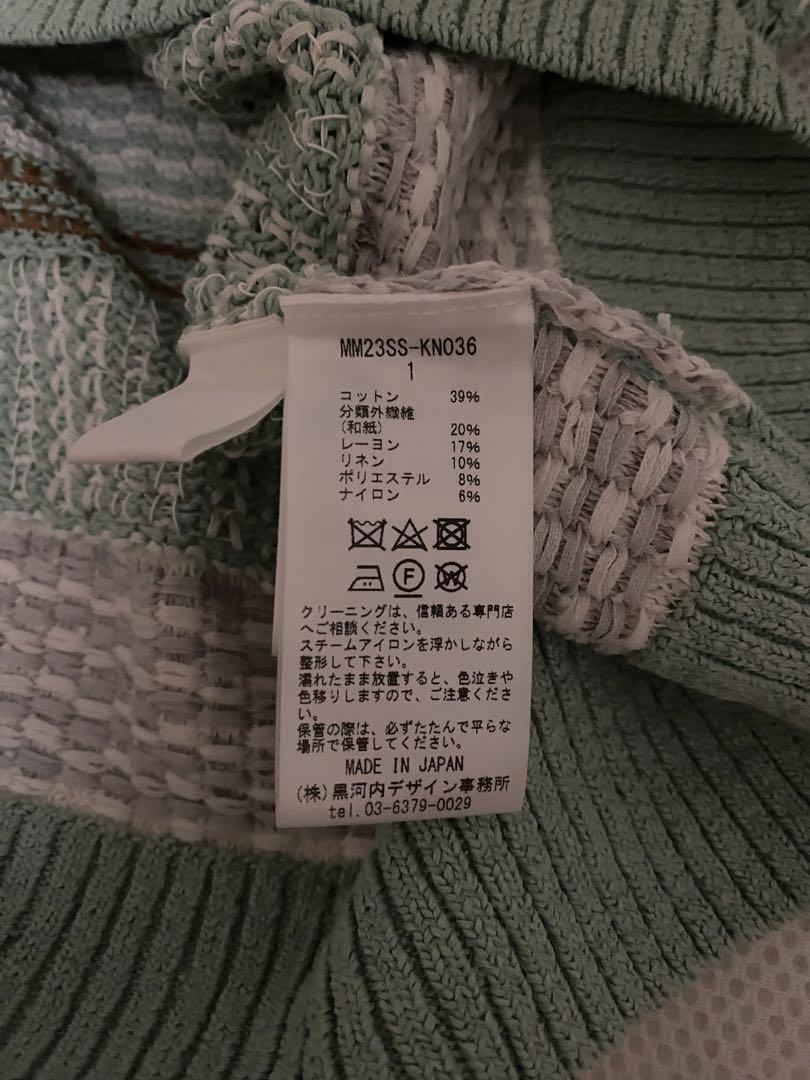 MM23SS-KN036
1
コットン 39%
分類外繊維
(和紙) 20%
レーヨン 17%
リネン 10%
ポリエステル 8%
ナイロン 6%
F W
クリーニングは、信頼ある専門店
へご相談ください。
スチームアイロンを浮かしながら
整形して下さい。
濡れたまま放置すると、色泣きや
色移りしますので、ご注意くださ
い。
保管の際は、必ずたたんで平らな
場所で保管してください。
MADE IN JAPAN
(株)黒河内デザイン事務所
tel.03-6379-0029